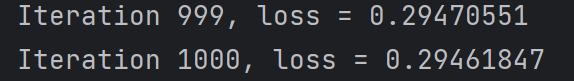 Iteration 999, loss = 0.29470551
Iteration 1000, loss = 0.29461847